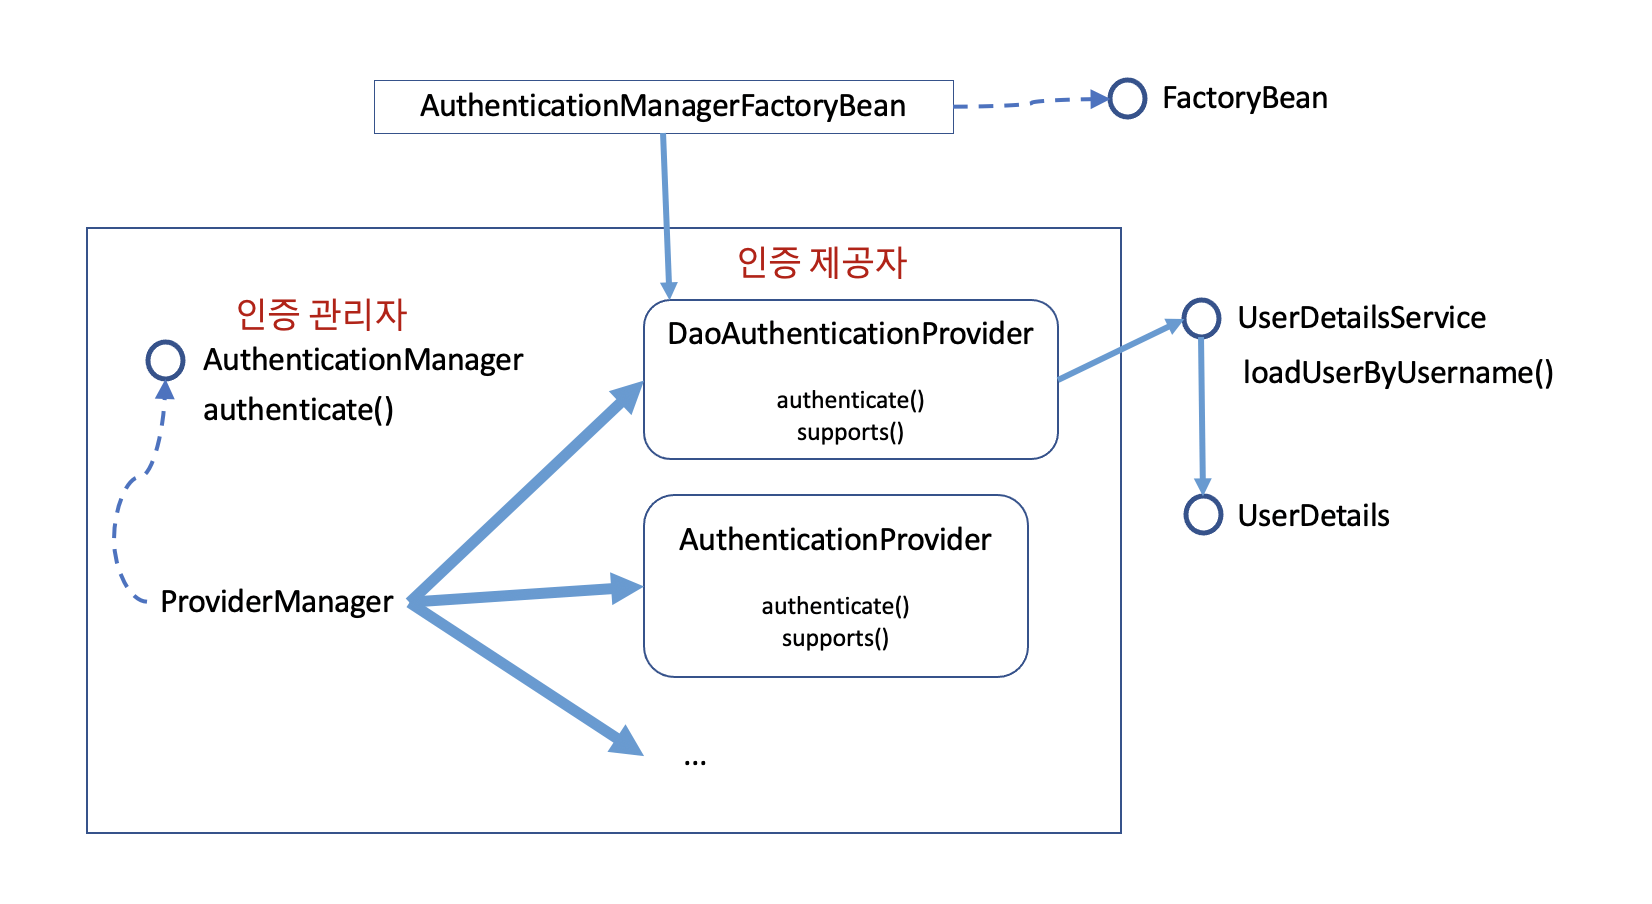 AuthenticationManagerFactoryBean
FactoryBean
인증 제공자
인증 관리자
AuthenticationManager
authenticate()
DaoAuthenticationProvider
authenticate()
supports()
UserDetailsService
loadUserByUsername()
UserDetails
AuthenticationProvider
authenticate()
supports()
ProviderManager
...